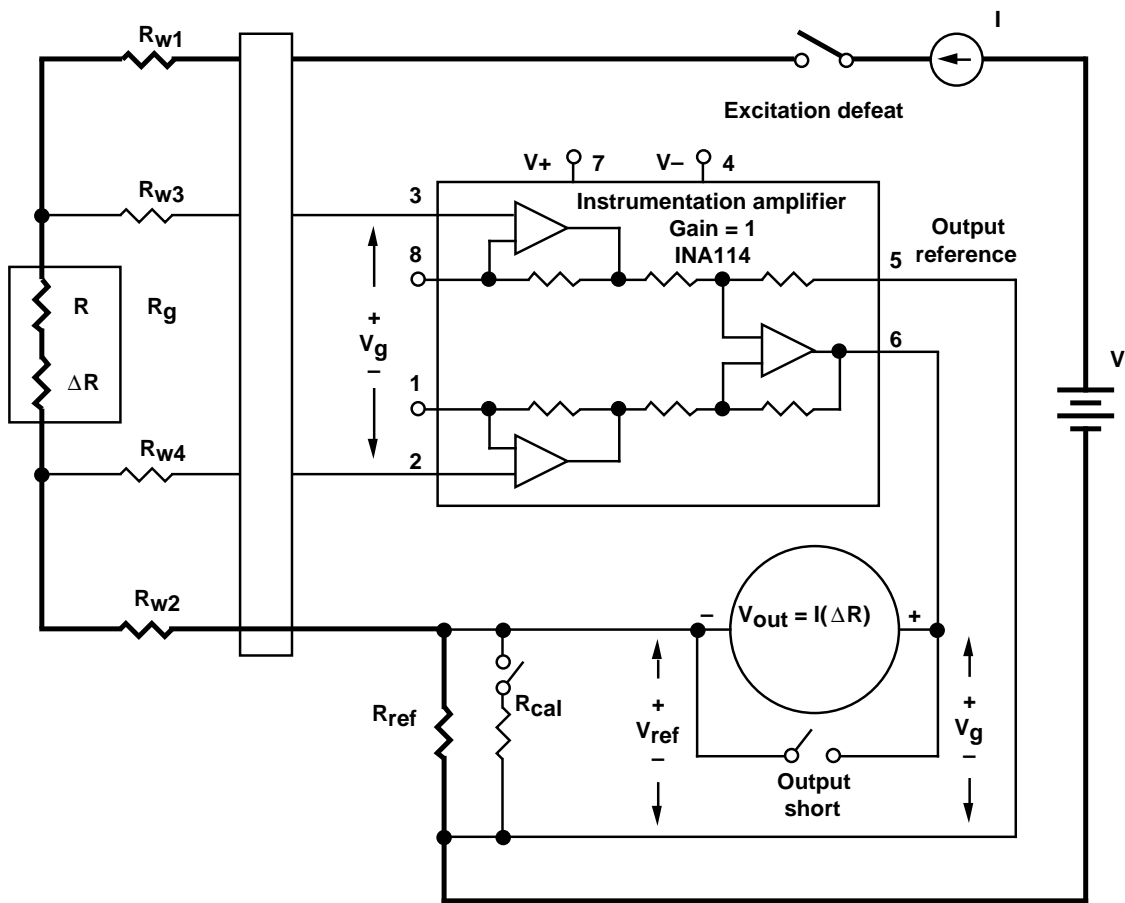 I
Rw1
Excitation defeat
V+ 7 V– 4
Rw3
3
Instrumentation amplifier
Gain = 1
INA114
Output
reference
8
5
R
Rg
+
Vg
–
6
ΔR
1
V
Rw4
2
Rw2
– Vout = I(ΔR) +
Rref
Rcal
+
Vref
–
+
Vg
–
Output
short